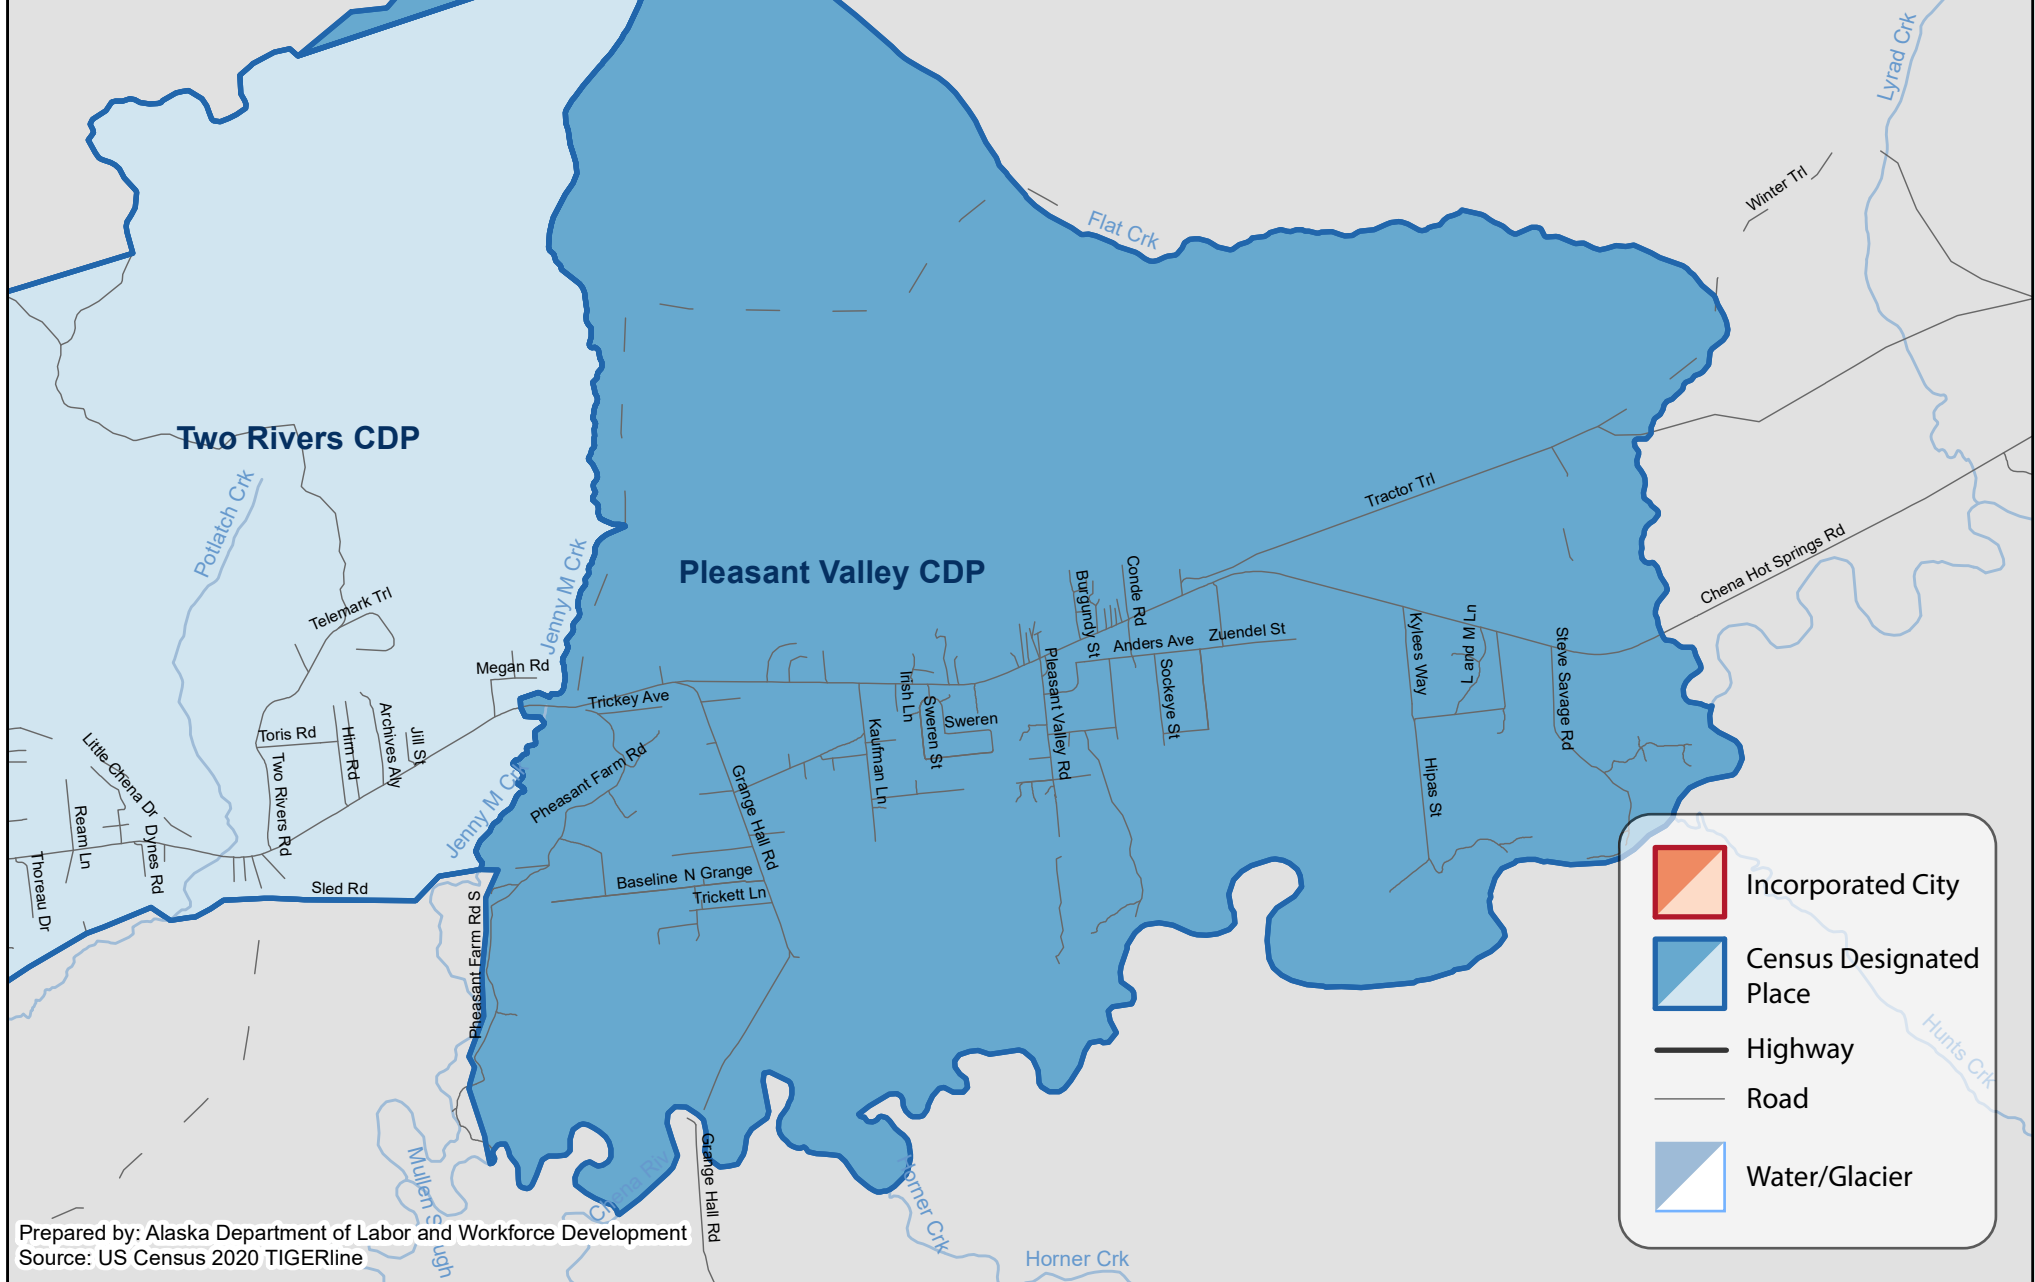 Lyrad Crk
Winter Trl
Flat Crk
Two Rivers CDP
Potlatch Crk
Tractor Trl
Chena Hot Springs Rd
Jenny M Crk
Pleasant Valley CDP
Telemark Trl
Burgundy St
Conde Rd
Megan Rd
Anders Ave
Zuendel St
Kylees Way
Land M Ln
Steve Savage Rd
Trickey Ave
Irish Ln
Sweren St
Sweren
Pleasant Valley Rd
Sockeye St
Toris Rd
Himi Rd
Archives Aly
Jill St
Little Chena Dr
Two Rivers Rd
Pheasant Farm Rd
Grange Hall Rd
Kaufman Ln
Hipas St
Jenny M Crk
Ream Ln
Dynes Rd
Thoreau Dr
Sled Rd
Baseline
N Grange
Trickett Ln
Pheasant Farm Rd S
Incorporated City
Census Designated
Place
Highway
Road
Water/Glacier
Hunts Crk
Mullen Slough
Chena Riv
Grange Hall Rd
Horner Crk
Horner Crk
Prepared by: Alaska Department of Labor and Workforce Development
Source: US Census 2020 TIGERline